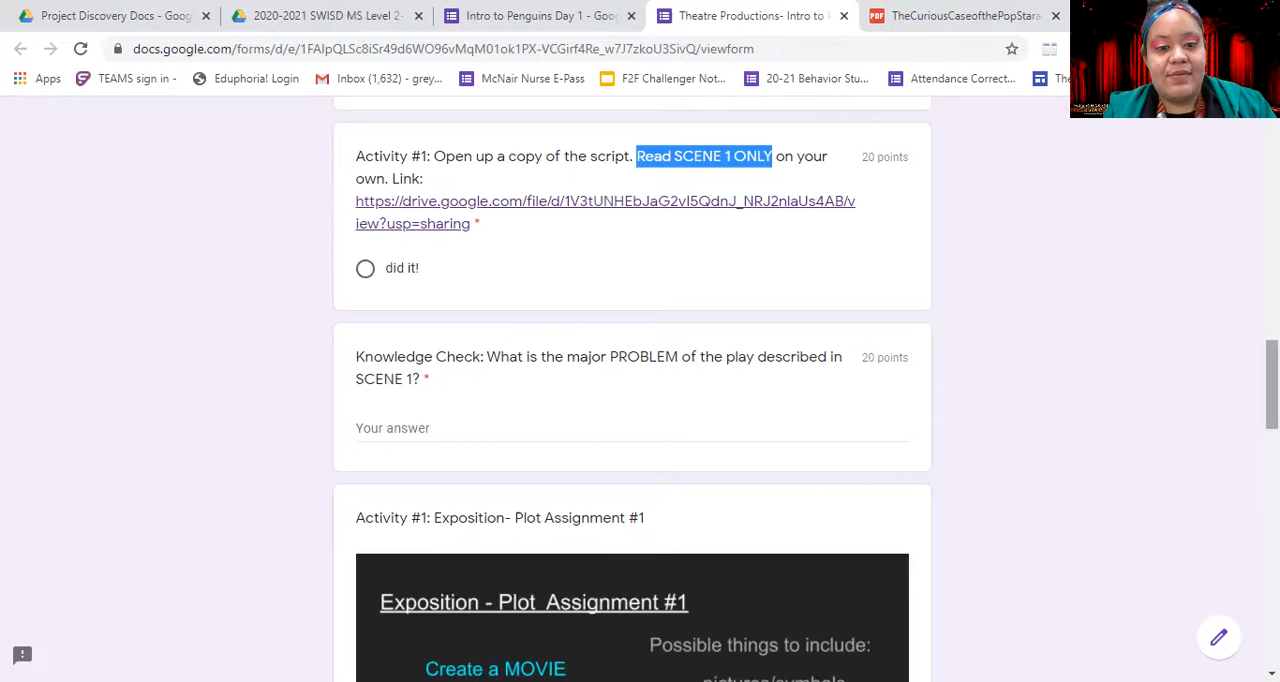 Project Discovery Docs - Goog
2020-2021 SWISD MS Level 2-
Intro to Penguins Day 1 - Goog
Theatre Productions- Intro to P
TheCuriousCaseofthePopStara
docs.google.com/forms/d/e/1FAIpQLSc8iSr49d6WO96vMqM01ok1PX-VCGirf4Re_w7J7zkoU3SivQ/viewform
Apps
TEAMS sign in -
Eduphoria! Login
Inbox (1,632) - grey...
McNair Nurse E-Pass
F2F Challenger Not...
20-21 Behavior Stu...
Attendance Correct...
The
Activity #1: Open up a copy of the script. Read SCENE 1 ONLY on your
20 points
own. Link:
https://drive.google.com/file/d/1V3tUNHEbJaG2vI5QdnJ_NRJ2nlaUs4AB/v
iew?usp=sharing *
did it!
Knowledge Check: What is the major PROBLEM of the play described in
20 points
SCENE 1? *
Your answer
Activity #1: Exposition- Plot Assignment #1
Exposition - Plot Assignment #1
Possible things to include:
Create a MOVIE
pictures/symbols